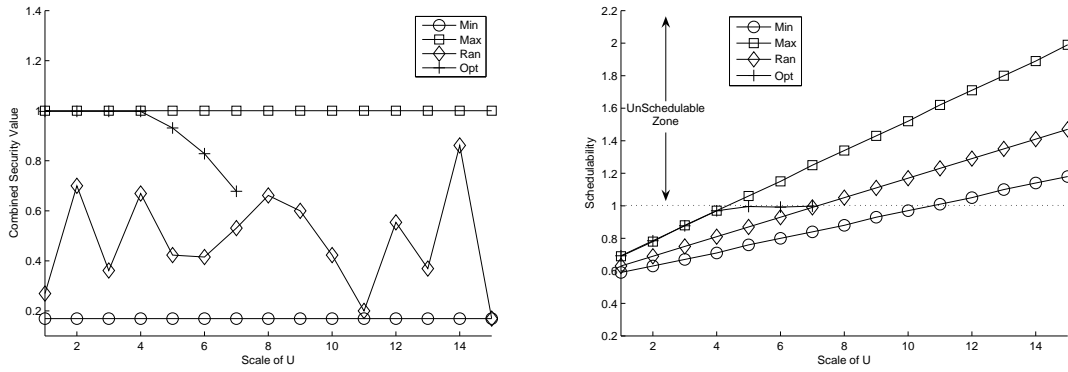 1.4
1.2
1
0.8
0.6
0.4
0.2
Combined Security Value
2 4 6 8 10 12 14
Scale of U
Min
Max
Ran
Opt
2.2
2
1.8
1.6
1.4
1.2
1
0.8
0.6
0.4
0.2
Schedulability
2 4 6 8 10 12 14
Scale of U
UnSchedulable
Zone
Min
Max
Ran
Opt